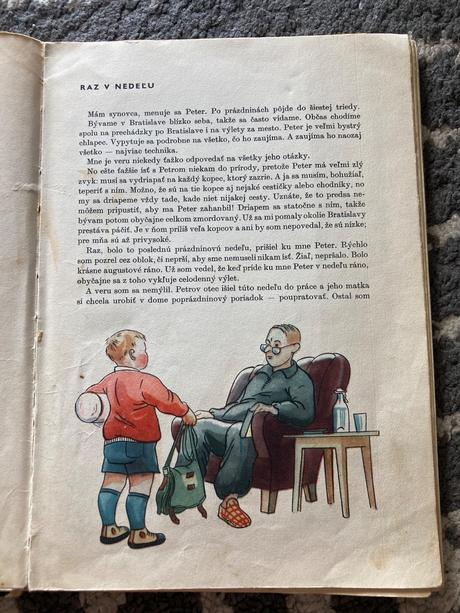 RAZ V NEDEĽU
Mám synovca, menuje sa Peter. Po prázdninách pôjde do šiestej triedy.
Bývame v Bratislave blízko seba, takže sa často vídame. Občas chodíme
spolu na prechádzky po Bratislave i na výlety za mesto. Peter je veľmi bystrý
chlapec. Vypytuje sa podrobne na všetko, čo ho zaujíma. A zaujíma ho naozaj
všetko — najviac technika.
Mne je veru niekedy ťažko odpovedať na všetky jeho otázky.
No ešte ťažšie ísť s Petrom niekam do prírody, pretože Peter má veľmi zlý
zvyk: musí sa vydriapať na každý kopec, ktorý zazrie. A ja sa musím, bohužiaľ,
teperiť s ním. Možno, že sú na tie kopce aj nejaké cestičky alebo chodníky, no
my sa driapeme vždy tade, kade niet nijakej cesty. Uznáte, že to predsa ne-
môžem pripustiť, aby ma Peter zahanbil! Driapem sa statočne s ním, takže
bývam potom obyčajne celkom zmordovaný. Už sa mi pomaly okolie Bratislavy
prestáva páčiť. Je v ňom príliš veľa kopcov a ani by som nepovedal, že sú nízke;
pre mňa sú až privysoké.
Raz, bolo to poslednú prázdninovú nedeľu, prišiel ku mne Peter. Rýchlo
som pozrel cez oblok, či neprší, aby sme nemuseli nikam ísť. Žiaľ, nepršalo. Bolo
krásne augustové ráno. Už som vedel, že keď príde ku mne Peter v nedeľu ráno,
obyčajne sa z toho vykľuje celodenný výlet.
A veru som sa nemýlil. Petrov otec išiel túto nedeľu do práce a jeho matka
si chcela urobiť v dome poprázdninový poriadok — poupratovať. Ostal som